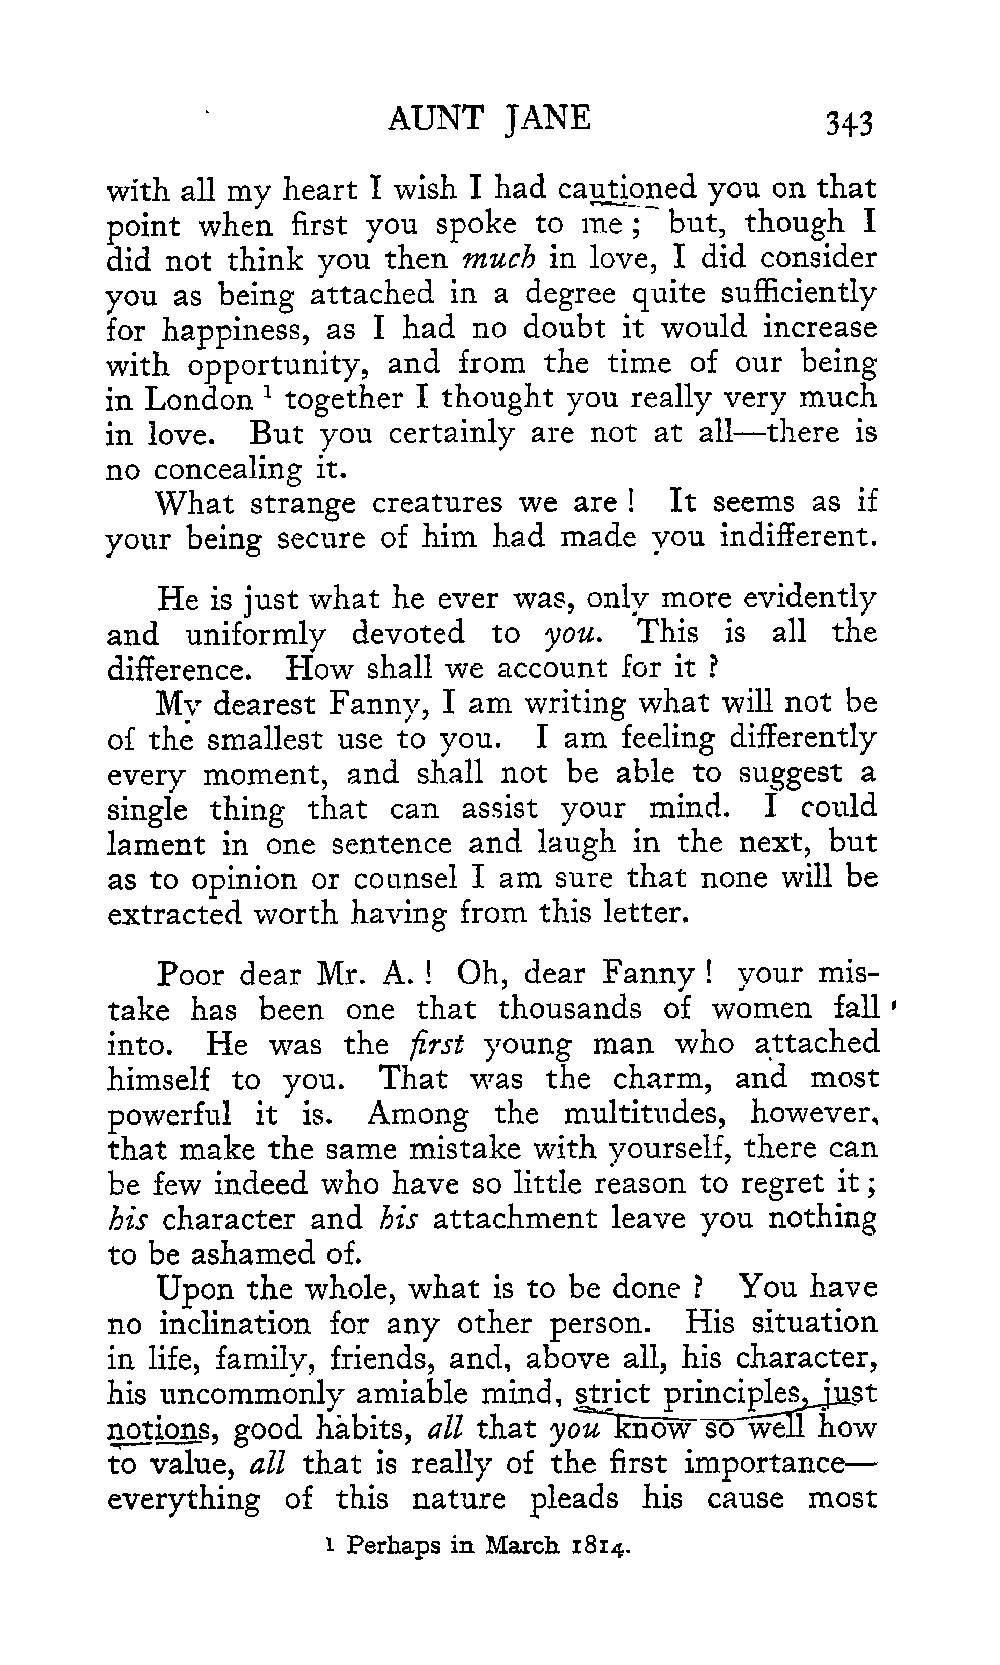 AUNT JANE 343
with all my heart I wish I had cautioned you on that
point when first you spoke to me; but, though I
did not think you then much in love, I did consider
you as being attached in a degree quite sufficiently
for happiness, as I had no doubt it would increase
with opportunity, and from the time of our being
in London ¹ together I thought you really very much
in love. But you certainly are not at all—there is
no concealing it.
What strange creatures we are! It seems as if
your being secure of him had made you indifferent.
He is just what he ever was, only more evidently
and uniformly devoted to you. This is all the
difference. How shall we account for it?
My dearest Fanny, I am writing what will not be
of the smallest use to you. I am feeling differently
every moment, and shall not be able to suggest a
single thing that can assist your mind. I could
lament in one sentence and laugh in the next, but
as to opinion or counsel I am sure that none will be
extracted worth having from this letter.
Poor dear Mr. A.! Oh, dear Fanny! your mis-
take has been one that thousands of women fall
into. He was the first young man who attached
himself to you. That was the charm, and most
powerful it is. Among the multitudes, however,
that make the same mistake with yourself, there can
be few indeed who have so little reason to regret it;
his character and his attachment leave you nothing
to be ashamed of.
Upon the whole, what is to be done? You have
no inclination for any other person. His situation
in life, family, friends, and, above all, his character,
his uncommonly amiable mind, strict principles, just
notions, good habits, all that you know so well how
to value, all that is really of the first importance—
everything of this nature pleads his cause most
¹ Perhaps in March 1814.